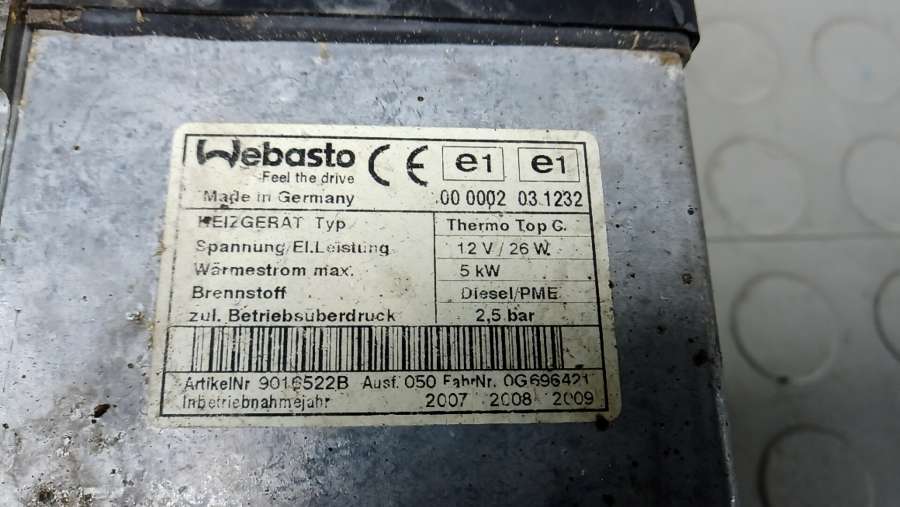 Webasto
Feel the drive
Made in Germany
CE
e1 e1
00 0002 03 1232
HEIZGERÄT Typ Thermo Top C
Spannung/El.Leistung 12 V / 26 W
Wärmestrom max. 5 kW
Brennstoff Diesel/PME
zul. Betriebsüberdruck 2,5 bar
ArtikelNr 9016522B Ausf. 050 FabrNr. 0G696421
Inbetriebnahmejahr 2007 2008 2009